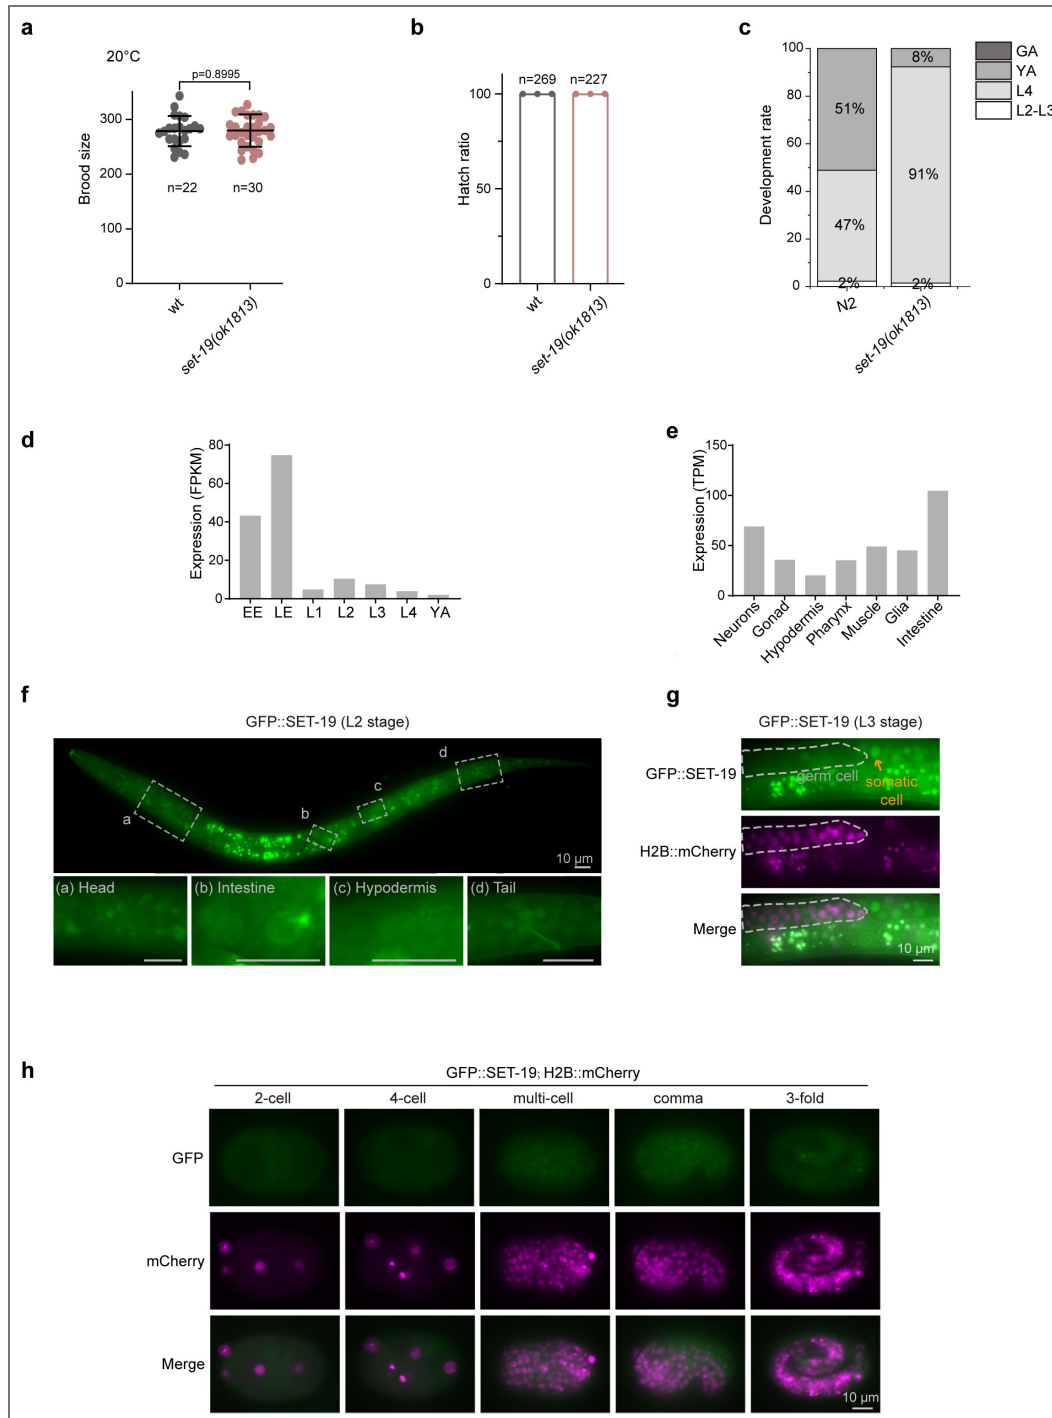 a
20°C
p=0.8995
Brood size
300
200
100
0
n=22
n=30
wt
set-19(ok1813)
b
n=269
n=227
Hatch ratio
100
50
0
wt
set-19(ok1813)
c
Development rate
100
80
60
40
20
0
51%
47%
2%
8%
91%
2%
N2
set-19(ok1813)
GA
YA
L4
L2-L3
d
Expression (FPKM)
80
60
40
20
0
EE LE L1 L2 L3 L4 YA
e
Expression (TPM)
150
100
50
0
Neurons
Gonad
Hypodermis
Pharynx
Muscle
Glia
Intestine
f
GFP::SET-19 (L2 stage)
a
b
c
d
10 µm
(a) Head
(b) Intestine
(c) Hypodermis
(d) Tail
g
GFP::SET-19 (L3 stage)
GFP::SET-19
germ cell
somatic
cell
H2B::mCherry
Merge
10 µm
h
GFP::SET-19; H2B::mCherry
2-cell 4-cell multi-cell comma 3-fold
GFP
mCherry
Merge
10 µm